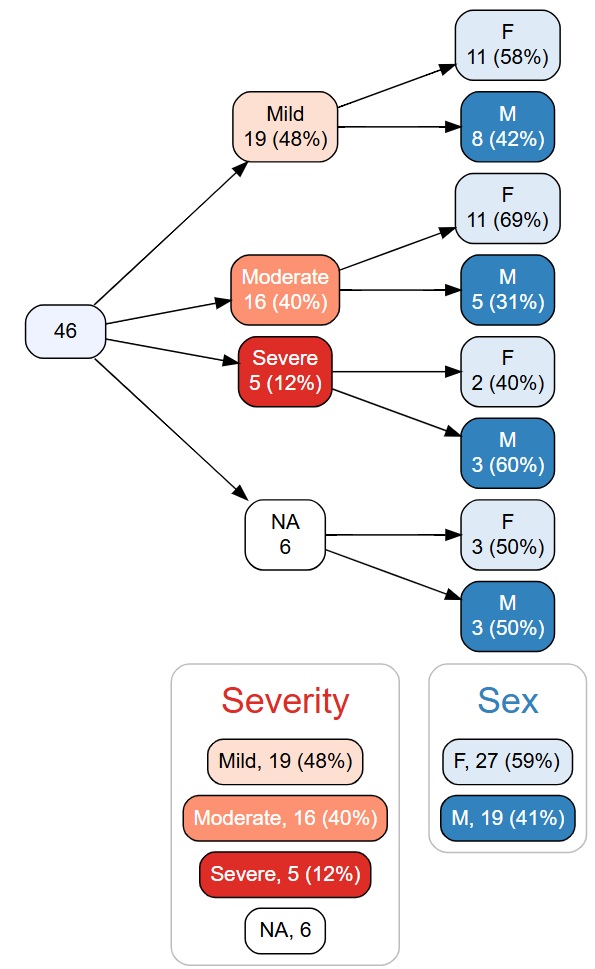 F
11 (58%)
Mild
19 (48%)
M
8 (42%)
F
11 (69%)
Moderate
16 (40%)
M
5 (31%)
46
Severe
5 (12%)
F
2 (40%)
M
3 (60%)
NA
6
F
3 (50%)
M
3 (50%)
Severity
Mild, 19 (48%)
Moderate, 16 (40%)
Severe, 5 (12%)
NA, 6
Sex
F, 27 (59%)
M, 19 (41%)